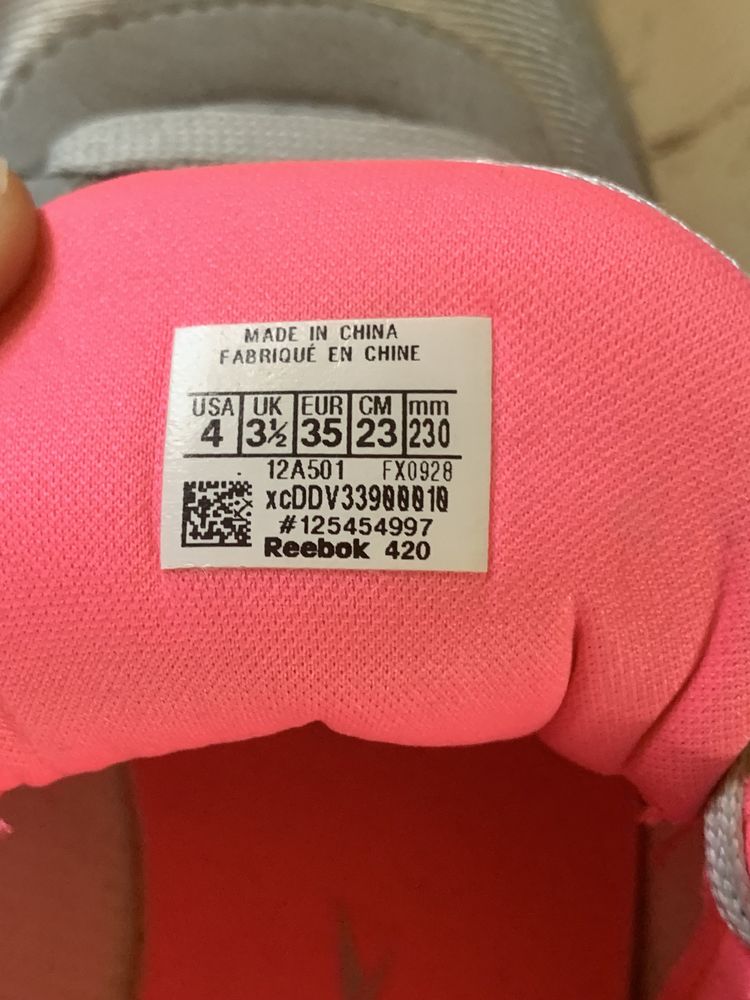 MADE IN CHINA
FABRIQUÉ EN CHINE
USA UK EUR CM mm
4 3½ 35 23 230
12A501 FX0928
xcDDV33900010
#125454997
Reebok 420